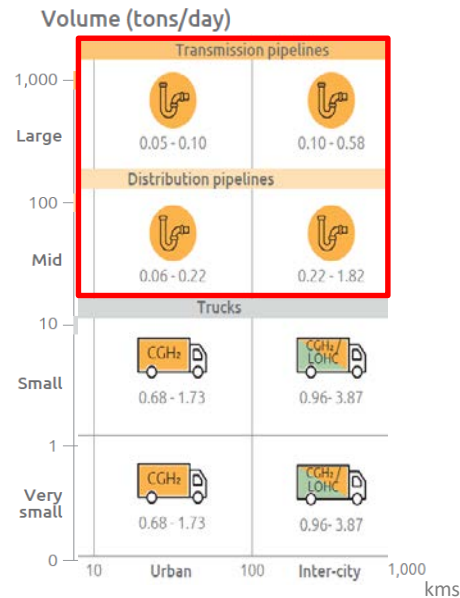 Volume (tons/day)
Transmission pipelines
1,000
0.05 - 0.10 0.10 - 0.58
Large
Distribution pipelines
100
Mid
0.06 - 0.22 0.22 - 1.82
Trucks
10
CGH₂ CGH₂/
LOHC
Small
0.68 - 1.73 0.96- 3.87
1
CGH₂ CGH₂/
LOHC
Very
small
0.68 - 1.73 0.96- 3.87
0
10 Urban 100 Inter-city 1,000
kms